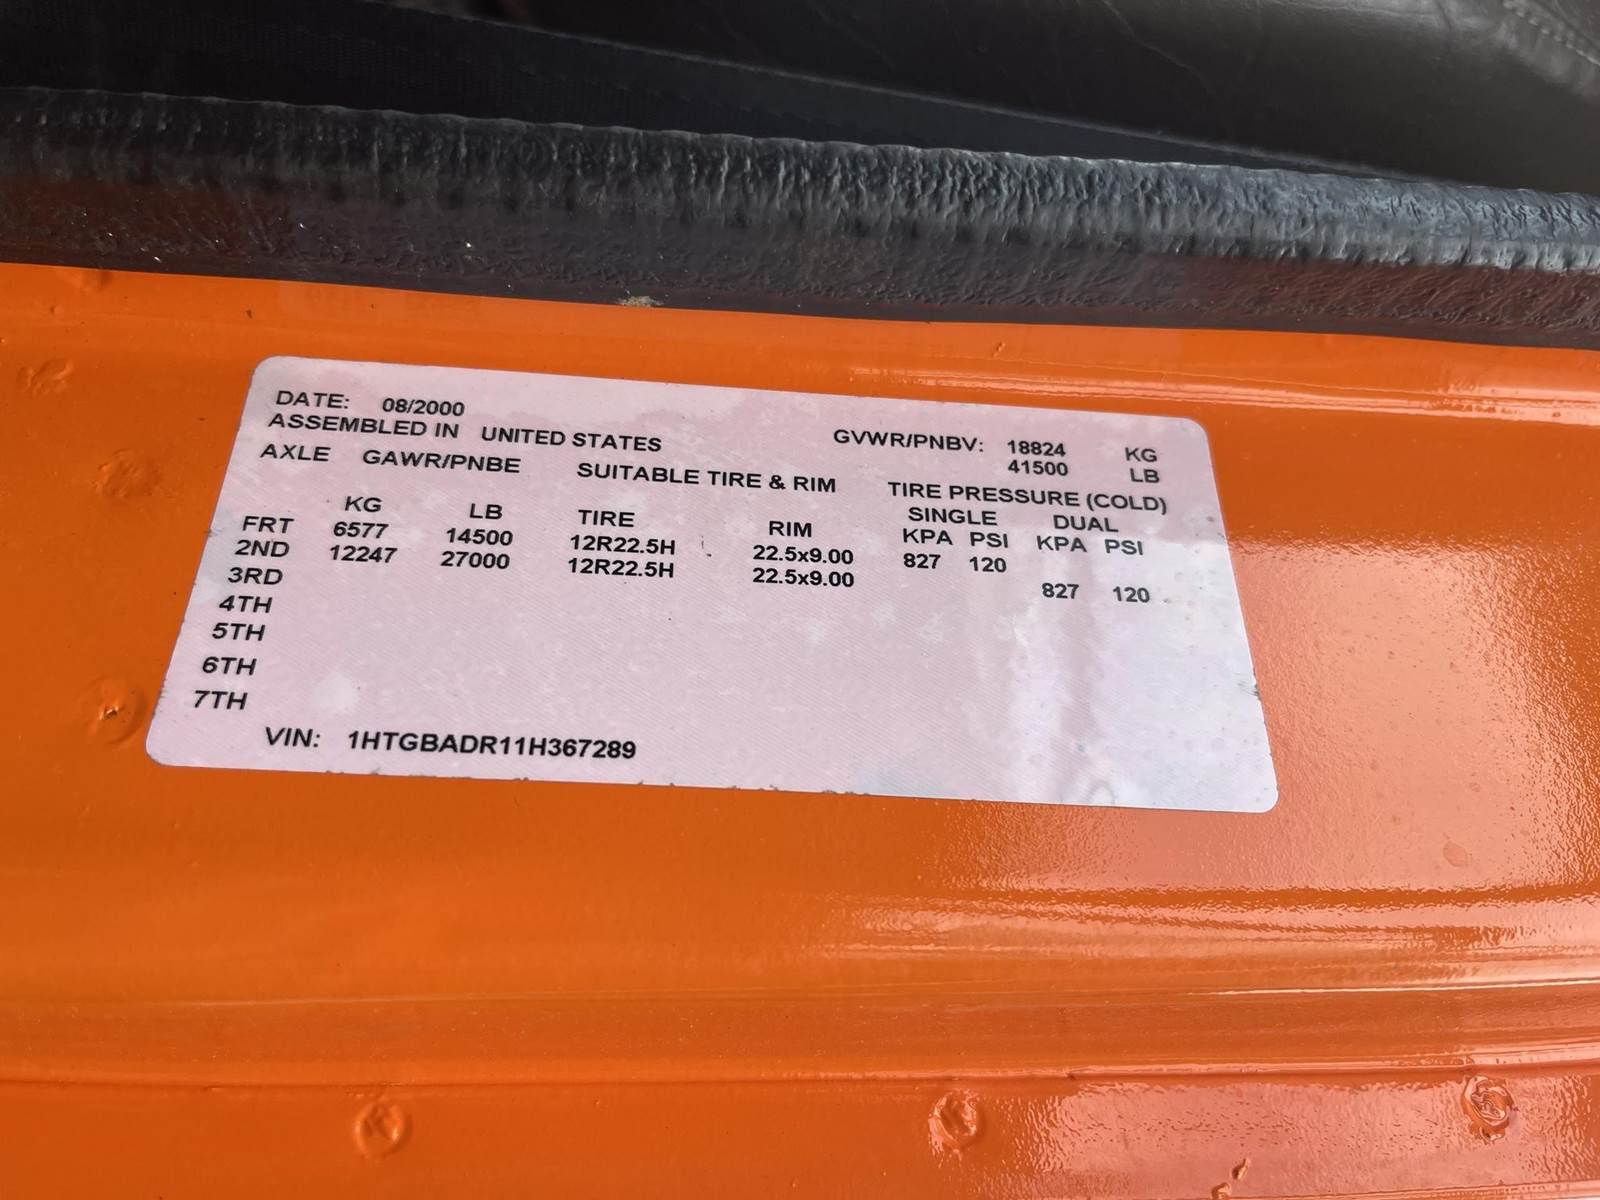 DATE: 08/2000
ASSEMBLED IN UNITED STATES GVWR/PNBV: 18824 KG
41500 LB
AXLE GAWR/PNBE SUITABLE TIRE & RIM TIRE PRESSURE (COLD)
SINGLE DUAL
KG LB TIRE RIM KPA PSI KPA PSI
FRT 6577 14500 12R22.5H 22.5x9.00 827 120
2ND 12247 27000 12R22.5H 22.5x9.00 827 120
3RD
4TH
5TH
6TH
7TH
VIN: 1HTGBADR11H367289